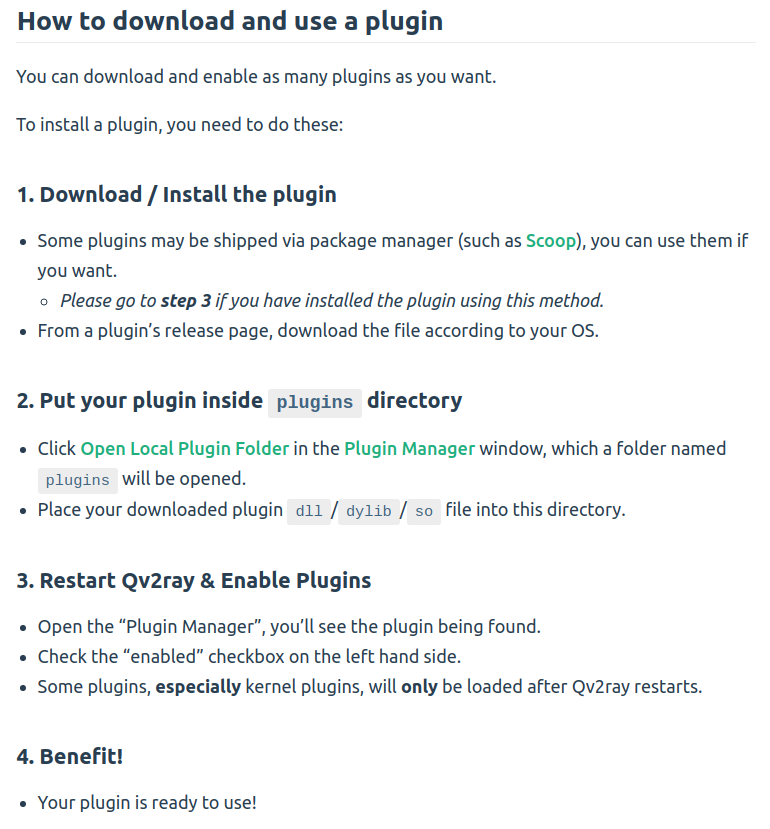 How to download and use a plugin
You can download and enable as many plugins as you want.
To install a plugin, you need to do these:
1. Download / Install the plugin
• Some plugins may be shipped via package manager (such as Scoop), you can use them if
you want.
◦ Please go to step 3 if you have installed the plugin using this method.
• From a plugin’s release page, download the file according to your OS.
2. Put your plugin inside plugins directory
• Click Open Local Plugin Folder in the Plugin Manager window, which a folder named
plugins will be opened.
• Place your downloaded plugin dll/dylib/so file into this directory.
3. Restart Qv2ray & Enable Plugins
• Open the “Plugin Manager”, you’ll see the plugin being found.
• Check the “enabled” checkbox on the left hand side.
• Some plugins, especially kernel plugins, will only be loaded after Qv2ray restarts.
4. Benefit!
• Your plugin is ready to use!